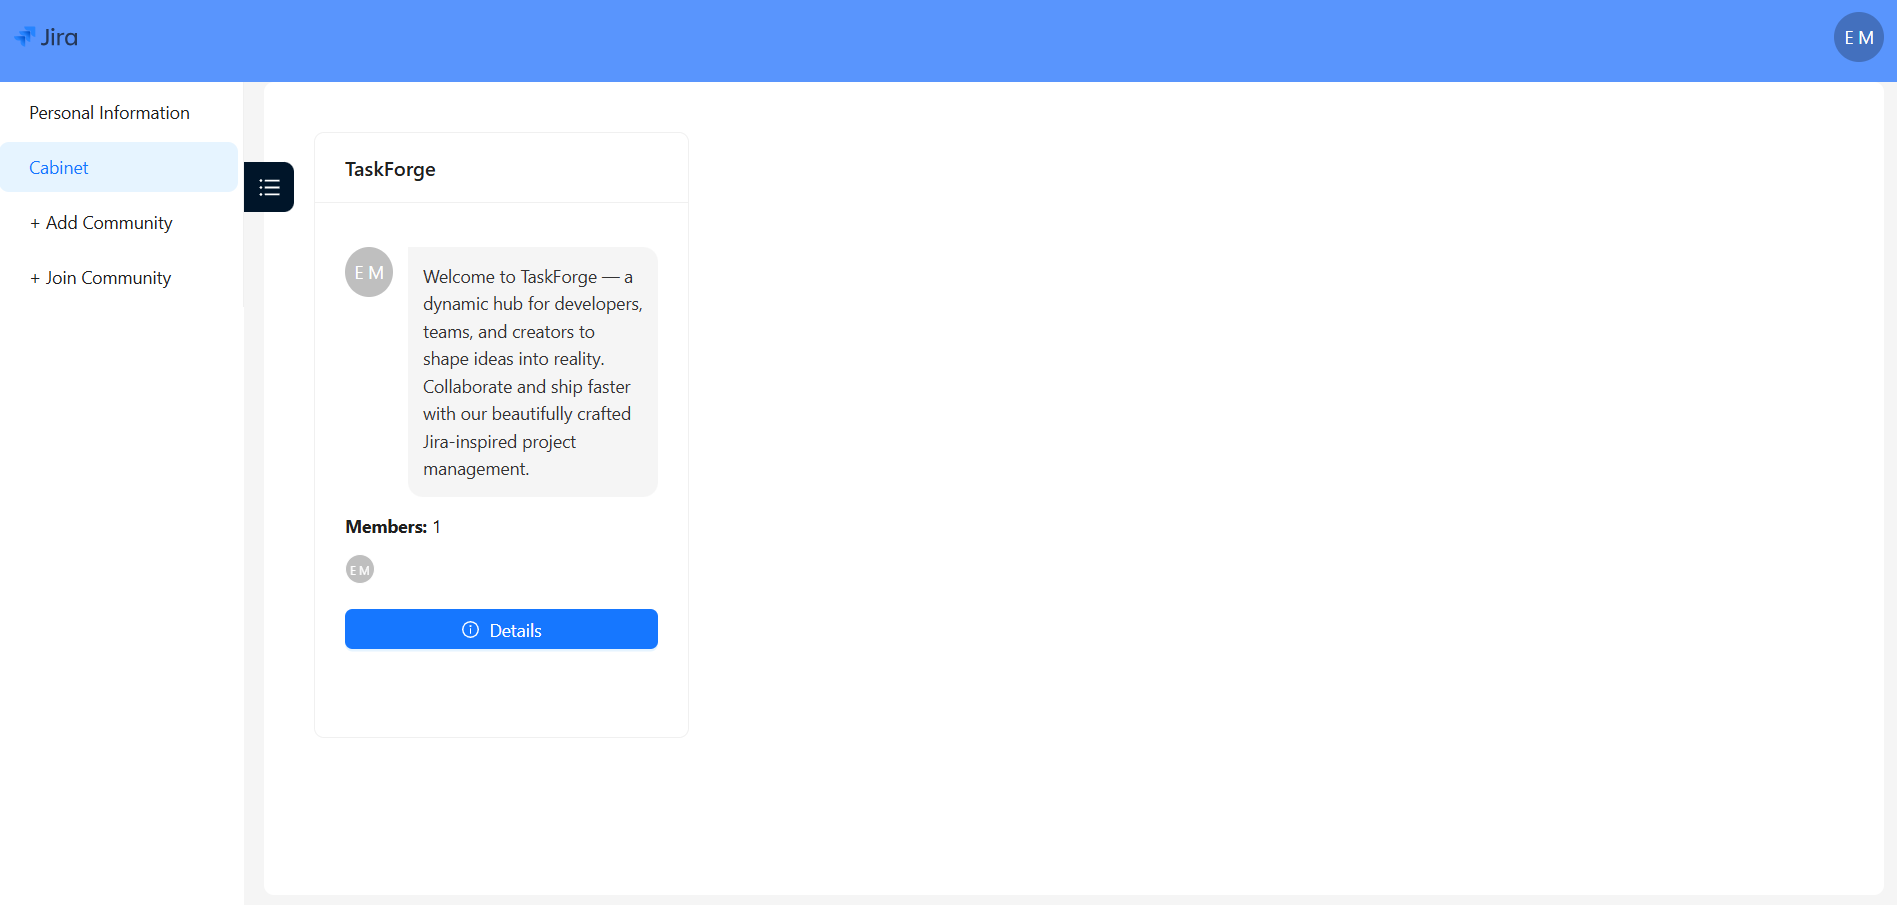 Jira
E M
Personal Information
Cabinet
+ Add Community
+ Join Community
TaskForge
E M
Welcome to TaskForge — a
dynamic hub for developers,
teams, and creators to
shape ideas into reality.
Collaborate and ship faster
with our beautifully crafted
Jira-inspired project
management.
Members: 1
E M
Details